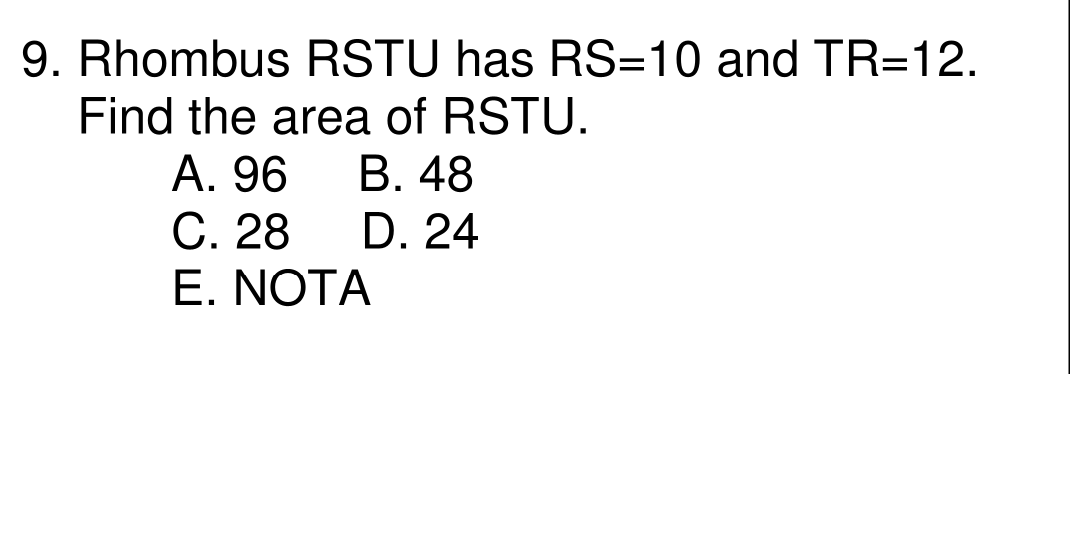 9. Rhombus RSTU has RS=10 and TR=12.
Find the area of RSTU.
A. 96 B. 48
C. 28 D. 24
E. NOTA